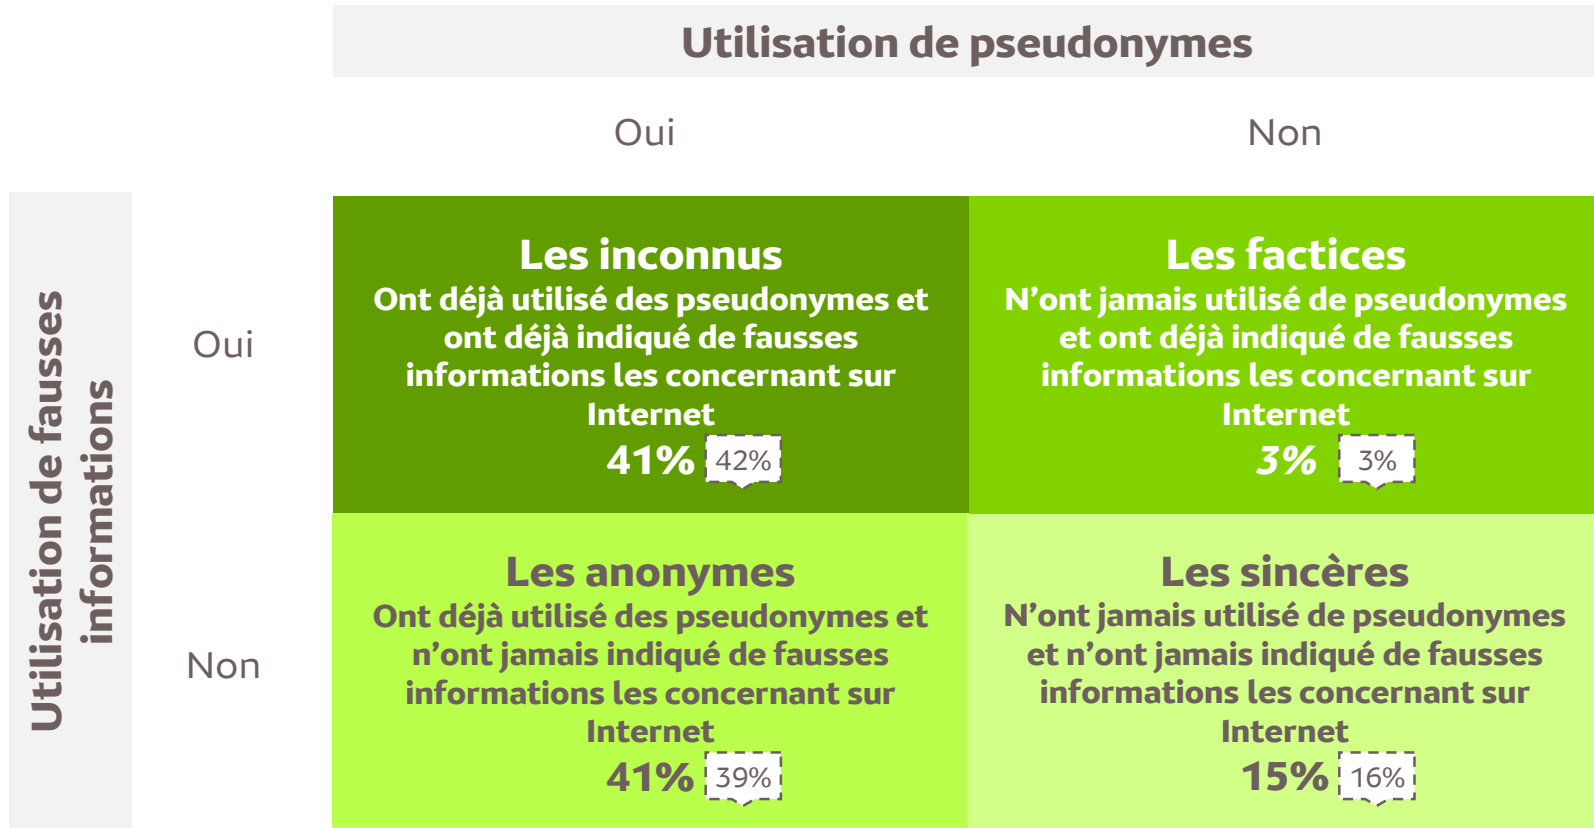 Utilisation de pseudonymes
Oui
Non
Utilisation de fausses
informations
Oui
Les inconnus
Ont déjà utilisé des pseudonymes et
ont déjà indiqué de fausses
informations les concernant sur
Internet
41% 42%
Les factices
N’ont jamais utilisé de pseudonymes
et ont déjà indiqué de fausses
informations les concernant sur
Internet
3% 3%
Non
Les anonymes
Ont déjà utilisé des pseudonymes et
n’ont jamais indiqué de fausses
informations les concernant sur
Internet
41% 39%
Les sincères
N’ont jamais utilisé de pseudonymes
et n’ont jamais indiqué de fausses
informations les concernant sur
Internet
15% 16%